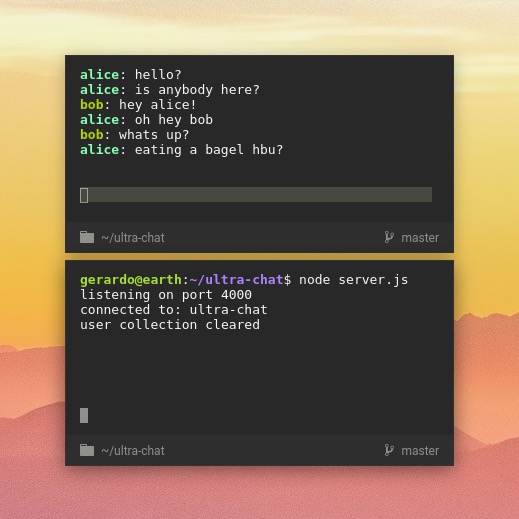 alice: hello?
alice: is anybody here?
bob: hey alice!
alice: oh hey bob
bob: whats up?
alice: eating a bagel hbu?
~/ultra-chat master
gerardo@earth:~/ultra-chat$ node server.js
listening on port 4000
connected to: ultra-chat
user collection cleared
~/ultra-chat master